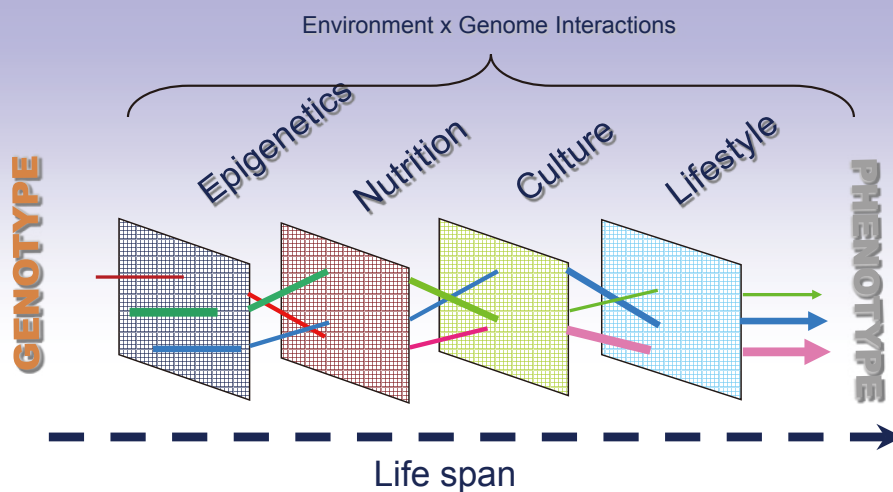 Environment x Genome Interactions
Epigenetics
Nutrition
Culture
Lifestyle
GENOTYPE
PHENOTYPE
Life span